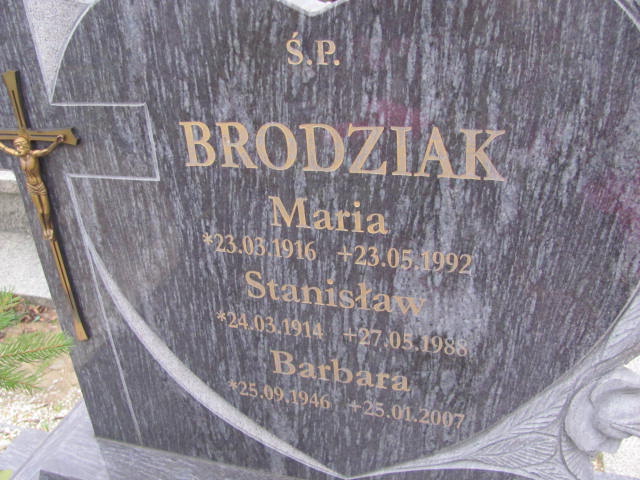 Ś.P.
BRODZIAK
Maria
*23.03.1916 +23.05.1992
Stanisław
*24.03.1914 +27.05.1988
Barbara
*25.09.1946 +25.01.2007